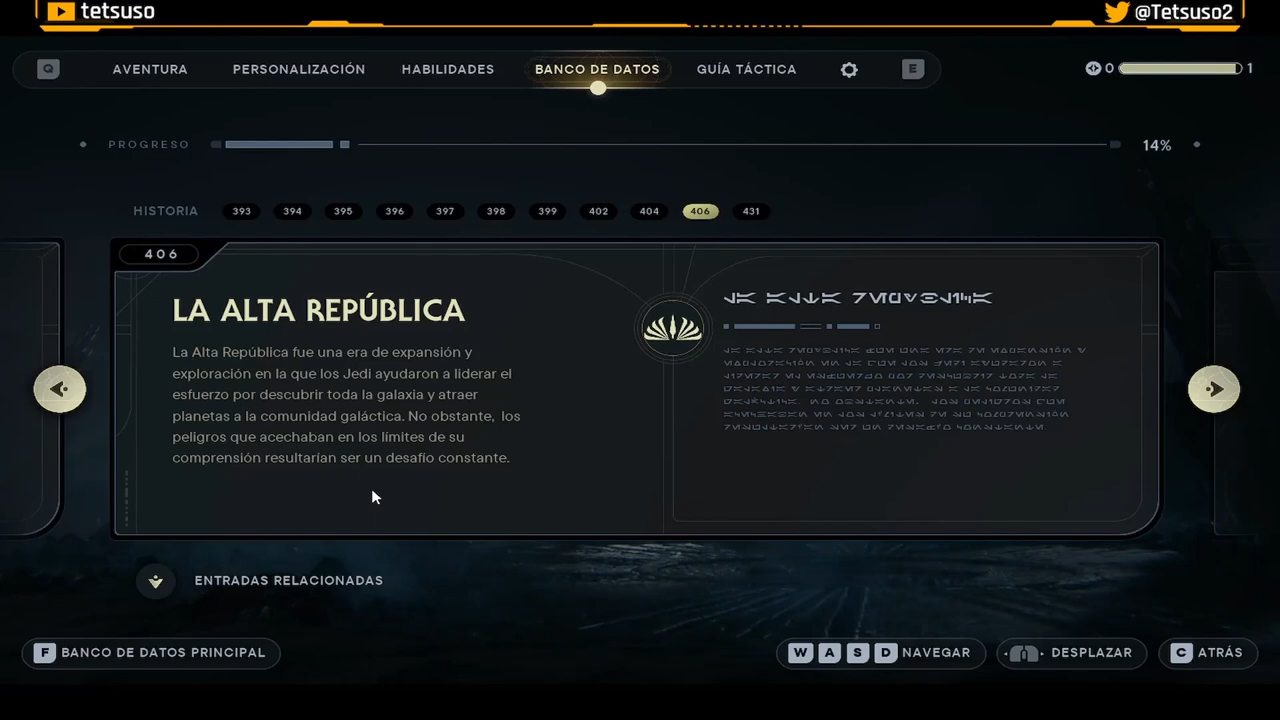 tetsuso
@Tetsuso2
Q AVENTURA PERSONALIZACIÓN HABILIDADES BANCO DE DATOS GUÍA TÁCTICA E 0 1
PROGRESO 14%
HISTORIA 393 394 395 396 397 398 399 402 404 406 431
406
LA ALTA REPÚBLICA
La Alta República fue una era de expansión y
exploración en la que los Jedi ayudaron a liderar el
esfuerzo por descubrir toda la galaxia y atraer
planetas a la comunidad galáctica. No obstante, los
peligros que acechaban en los límites de su
comprensión resultarían ser un desafío constante.
ENTRADAS RELACIONADAS
F BANCO DE DATOS PRINCIPAL
W A S D NAVEGAR
DESPLAZAR
C ATRÁS